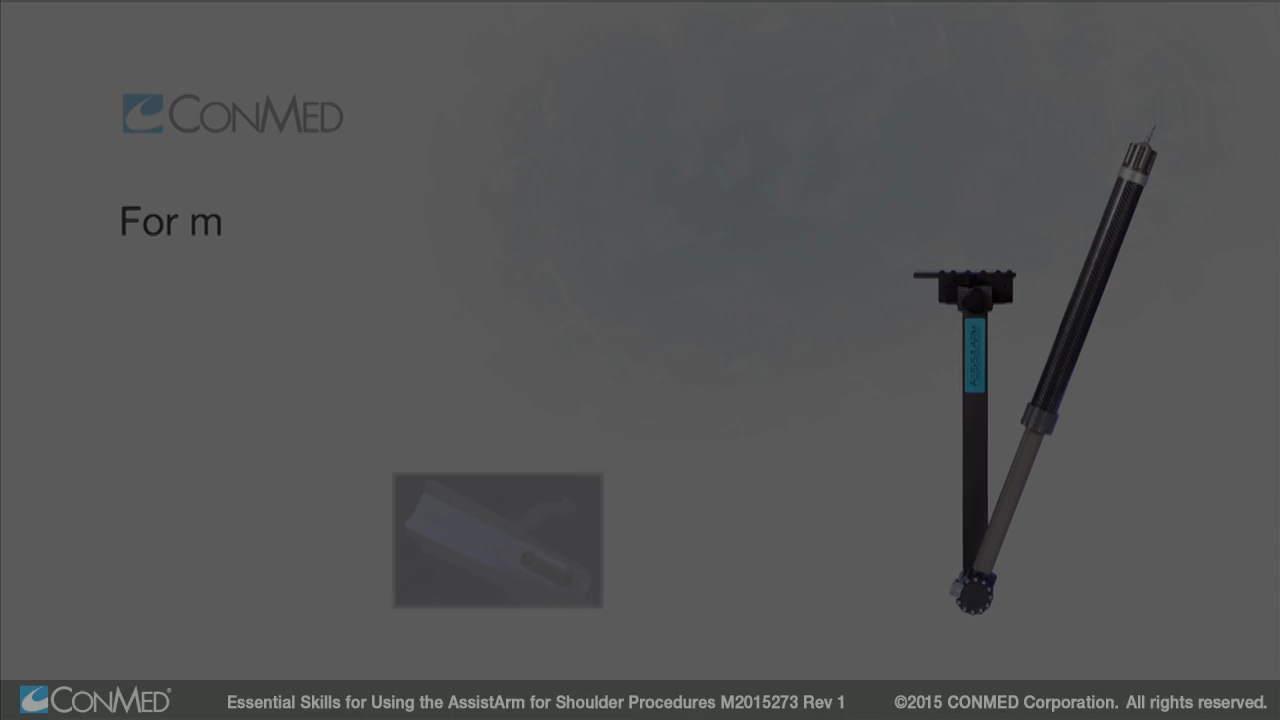 CONMED
For m
ASSISTARM
CONMED®
Essential Skills for Using the AssistArm for Shoulder Procedures M2015273 Rev 1
©2015 CONMED Corporation. All rights reserved.